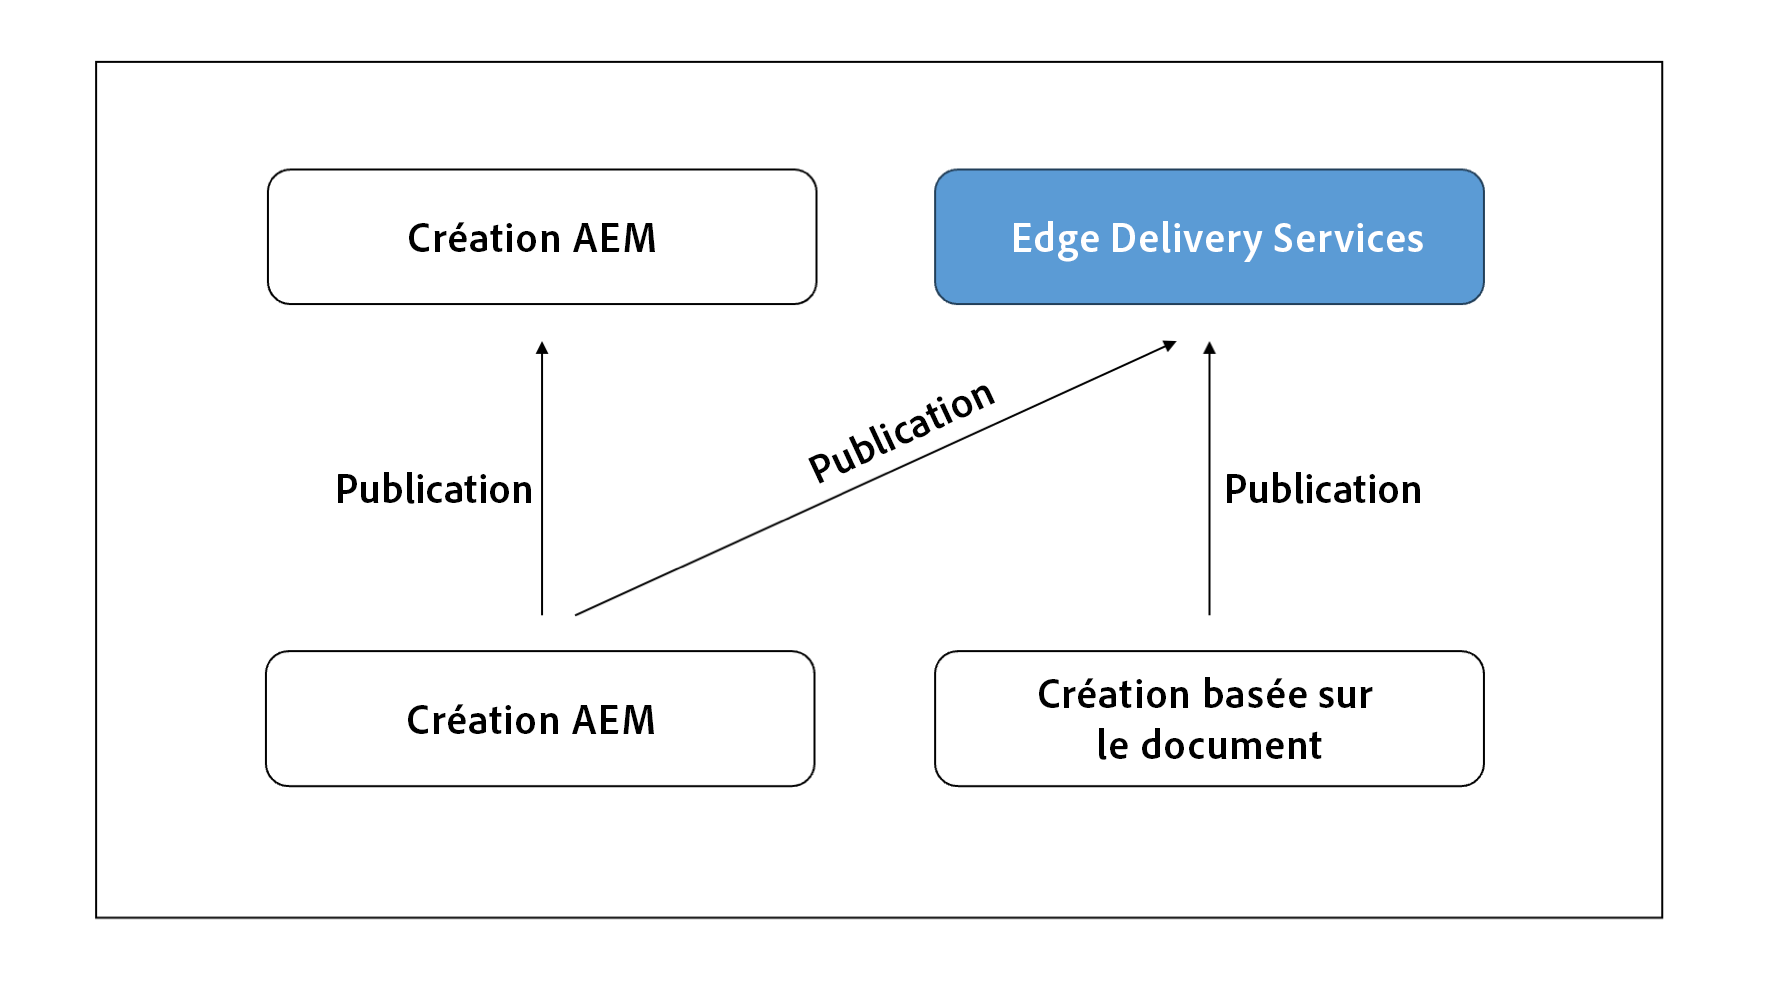 Création AEM
Edge Delivery Services
Publication
Publication
Publication
Création AEM
Création basée sur
le document